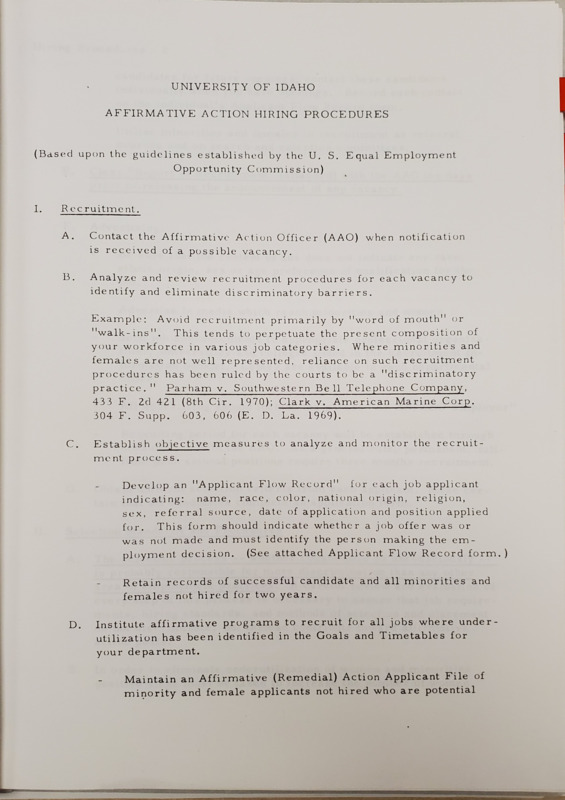 UNIVERSITY OF IDAHO
AFFIRMATIVE ACTION HIRING PROCEDURES
(Based upon the guidelines established by the U. S. Equal Employment
Opportunity Commission)
I. Recruitment.
A. Contact the Affirmative Action Officer (AAO) when notification
is received of a possible vacancy.
B. Analyze and review recruitment procedures for each vacancy to
identify and eliminate discriminatory barriers.
Example: Avoid recruitment primarily by "word of mouth" or
"walk-ins". This tends to perpetuate the present composition of
your workforce in various job categories. Where minorities and
females are not well represented, reliance on such recruitment
procedures has been ruled by the courts to be a "discriminatory
practice." Parham v. Southwestern Bell Telephone Company,
433 F. 2d 421 (8th Cir. 1970); Clark v. American Marine Corp.
304 F. Supp. 603, 606 (E. D. La. 1969).
C. Establish objective measures to analyze and monitor the recruit-
ment process.
- Develop an "Applicant Flow Record" for each job applicant
indicating: name, race, color, national origin, religion,
sex, referral source, date of application and position applied
for. This form should indicate whether a job offer was or
was not made and must identify the person making the em-
ployment decision. (See attached Applicant Flow Record form.)
- Retain records of successful candidate and all minorities and
females not hired for two years.
D. Institute affirmative programs to recruit for all jobs where under-
utilization has been identified in the Goals and Timetables for
your department.
- Maintain an Affirmative (Remedial) Action Applicant File of
minority and female applicants not hired who are potential